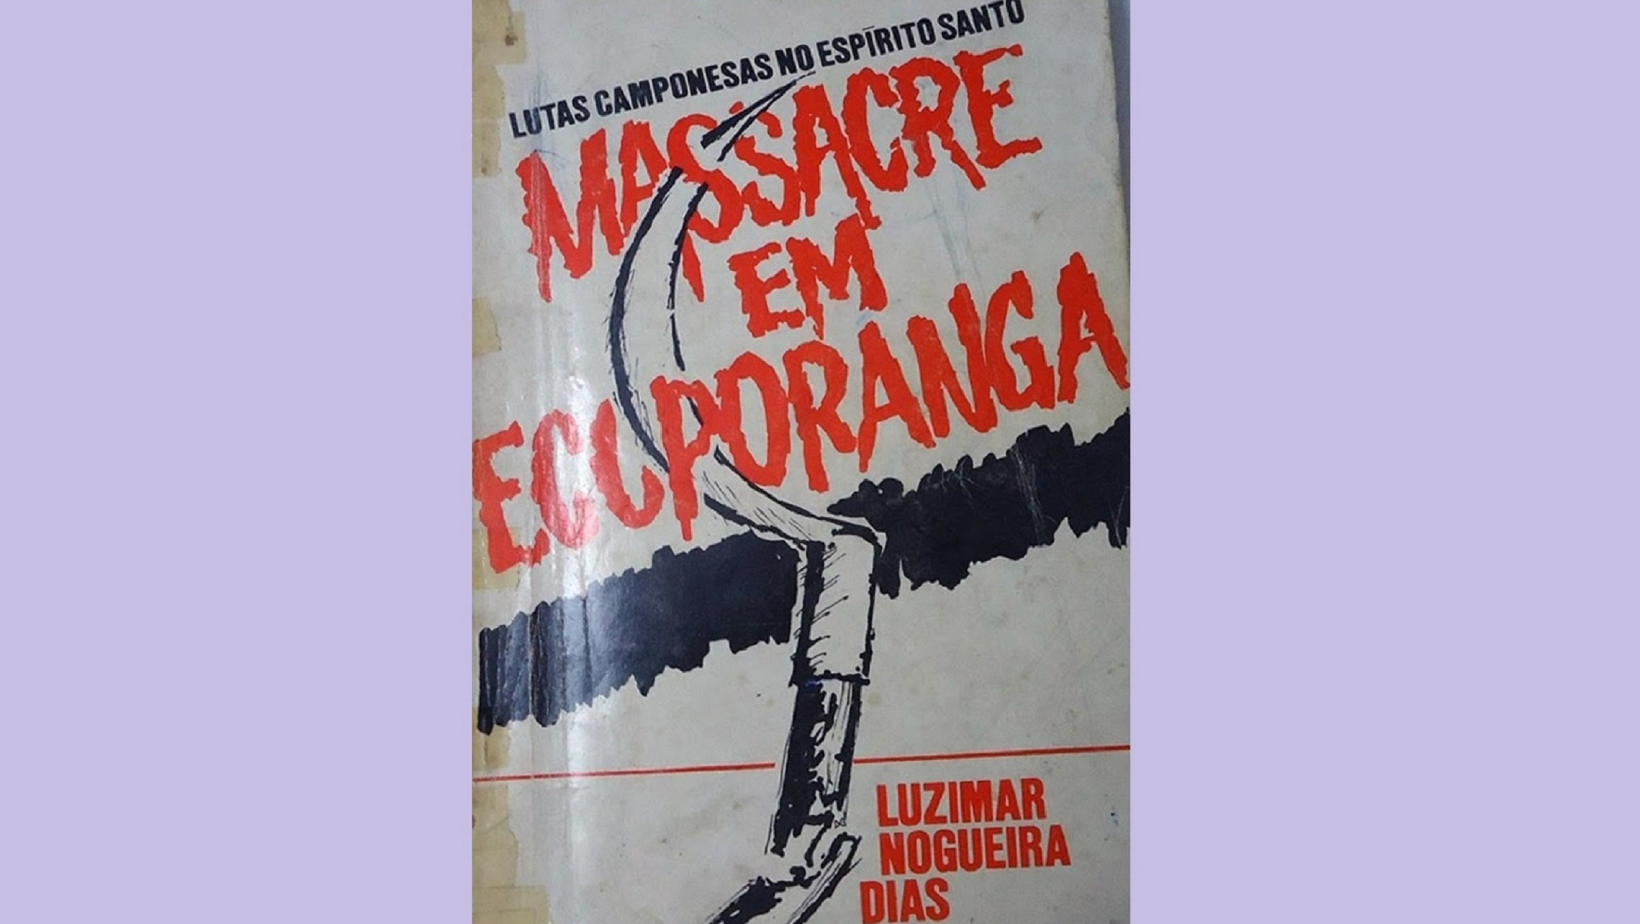 LUTAS CAMPONESAS NO ESPÍRITO SANTO
MASSACRE
EM
ECOPORANGA
LUZIMAR
NOGUEIRA
DIAS